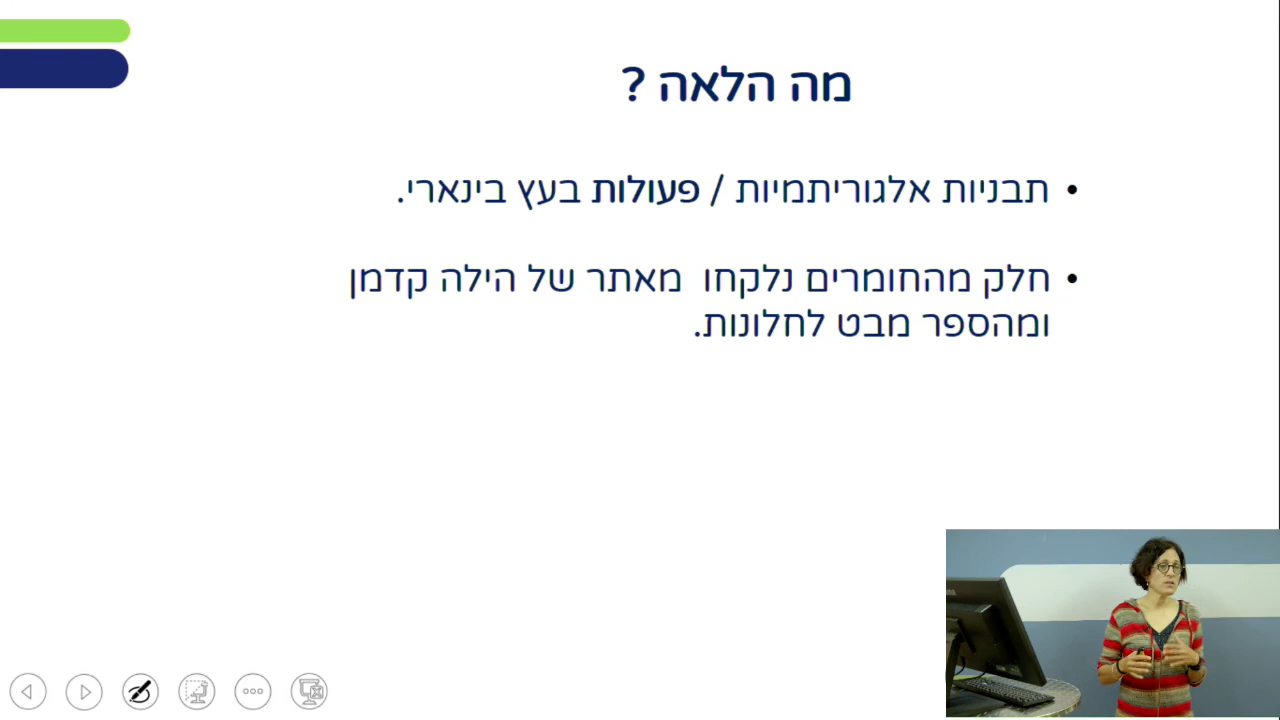 מה הלאה ?
• תבניות אלגוריתמיות / פעולות בעץ בינארי.
• חלק מהחומרים נלקחו מאתר של הילה קדמן
ומהספר מבט לחלונות.